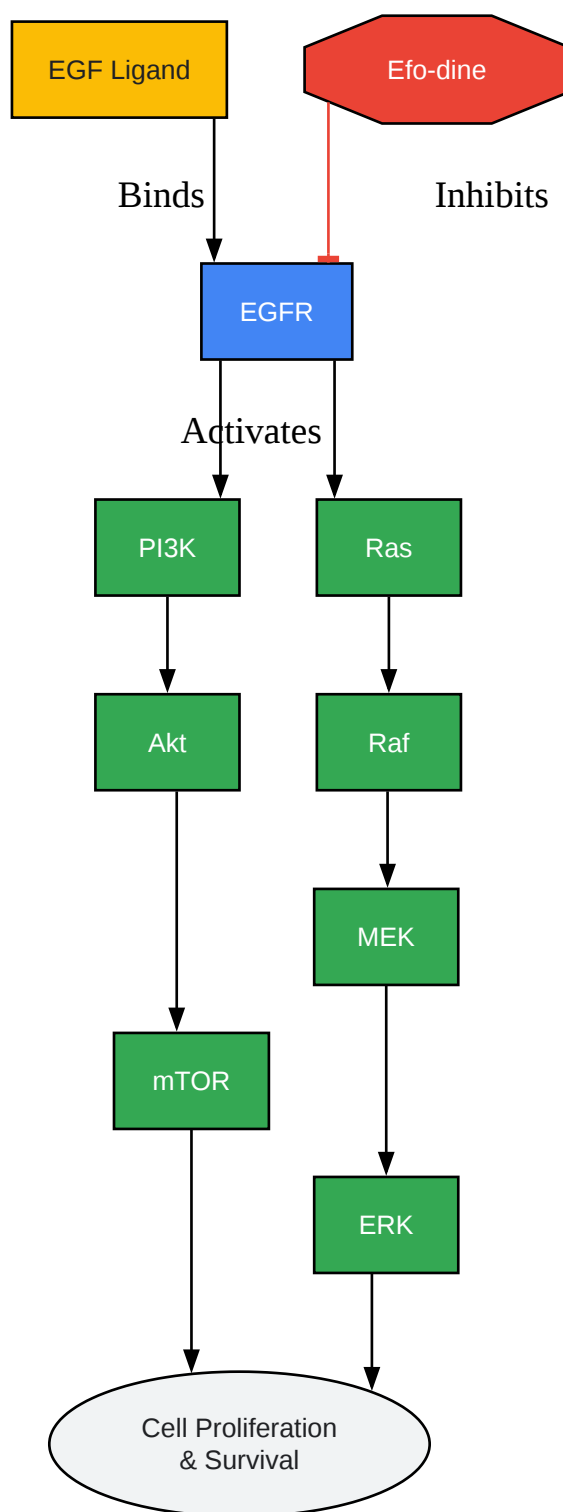 EGF Ligand
Efo-dine
Binds
Inhibits
EGFR
Activates
PI3K
Ras
Akt
Raf
MEK
mTOR
ERK
Cell Proliferation
& Survival